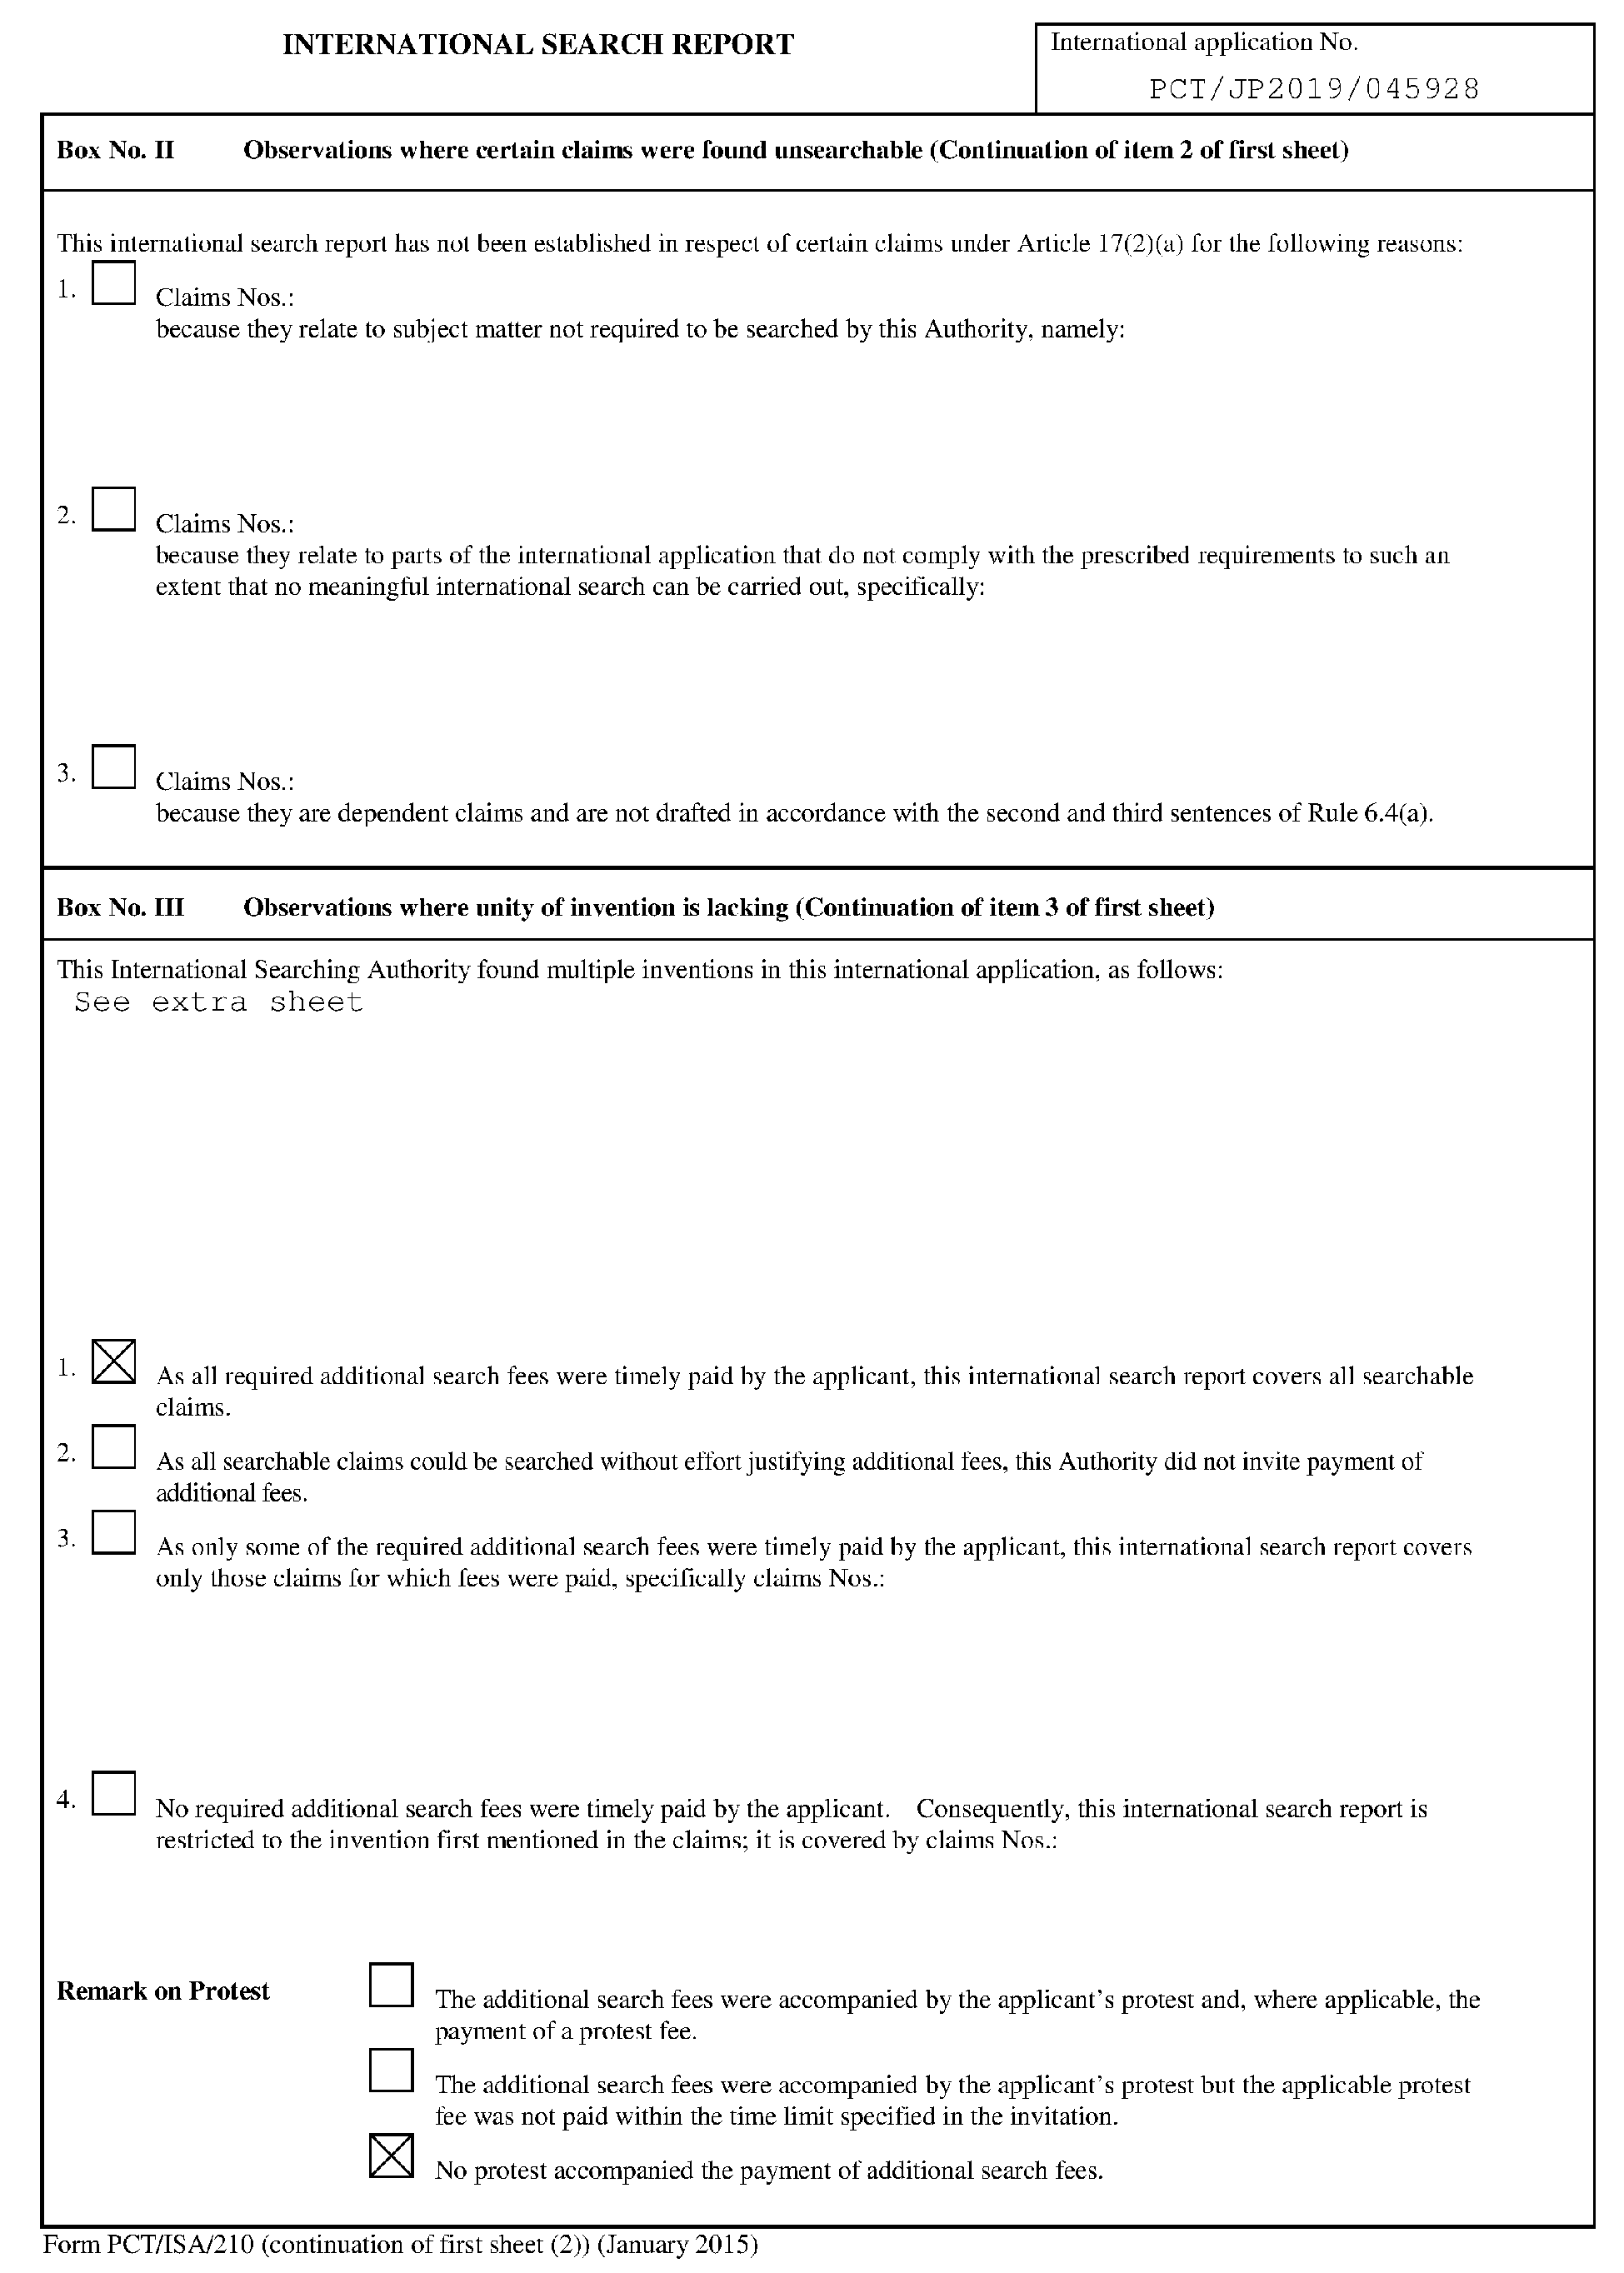 INTERNATIONAL SEARCH REPORT
International application No.
PCT/JP2019/045928
Box No. II Observations where certain claims were found unsearchable (Continuation of item 2 of first sheet)
This international search report has not been established in respect of certain claims under Article 17(2)(a) for the following reasons:
1. Claims Nos.:
because they relate to subject matter not required to be searched by this Authority, namely:
2. Claims Nos.:
because they relate to parts of the international application that do not comply with the prescribed requirements to such an
extent that no meaningful international search can be carried out, specifically:
3. Claims Nos.:
because they are dependent claims and are not drafted in accordance with the second and third sentences of Rule 6.4(a).
Box No. III Observations where unity of invention is lacking (Continuation of item 3 of first sheet)
This International Searching Authority found multiple inventions in this international application, as follows:
See extra sheet
1. As all required additional search fees were timely paid by the applicant, this international search report covers all searchable
claims.
2. As all searchable claims could be searched without effort justifying additional fees, this Authority did not invite payment of
additional fees.
3. As only some of the required additional search fees were timely paid by the applicant, this international search report covers
only those claims for which fees were paid, specifically claims Nos.:
4. No required additional search fees were timely paid by the applicant. Consequently, this international search report is
restricted to the invention first mentioned in the claims; it is covered by claims Nos.:
Remark on Protest
The additional search fees were accompanied by the applicant's protest and, where applicable, the
payment of a protest fee.
The additional search fees were accompanied by the applicant's protest but the applicable protest
fee was not paid within the time limit specified in the invitation.
No protest accompanied the payment of additional search fees.
Form PCT/ISA/210 (continuation of first sheet (2)) (January 2015)